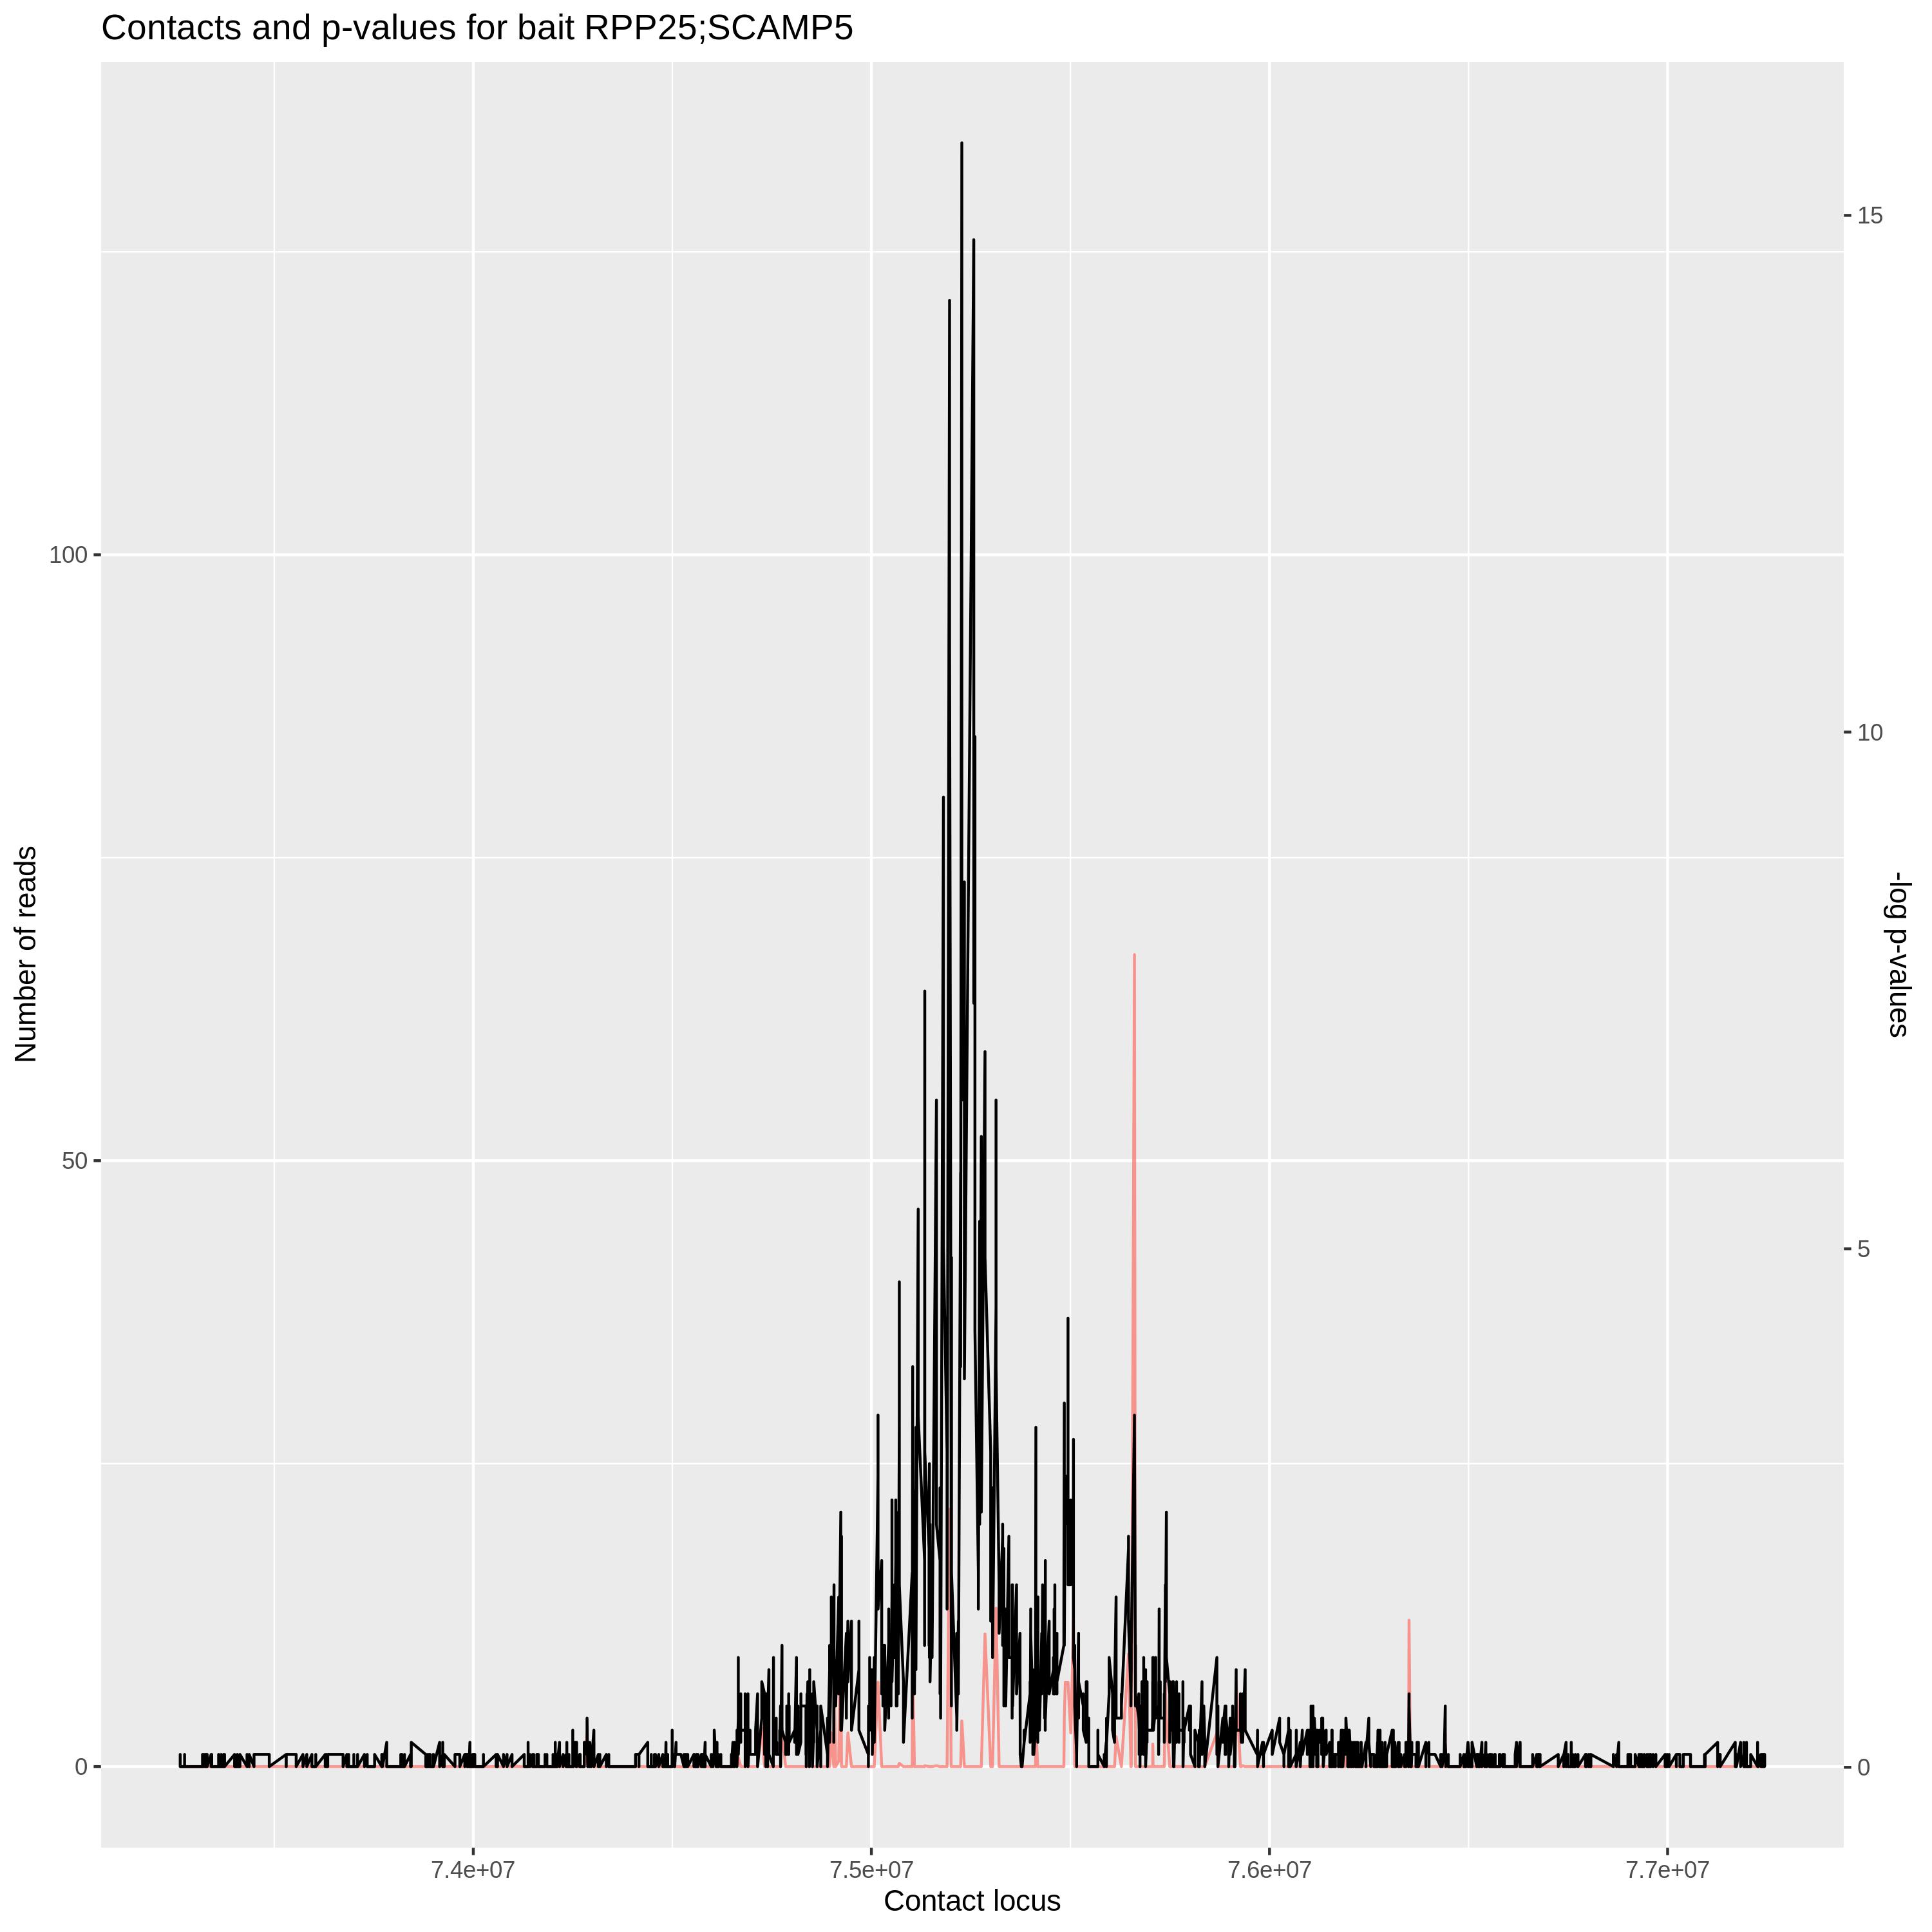 Contacts and p-values for bait RPP25;SCAMP5
Number of reads
100
50
0
15
10
5
0
-log p-values
7.4e+07
7.5e+07
7.6e+07
7.7e+07
Contact locus